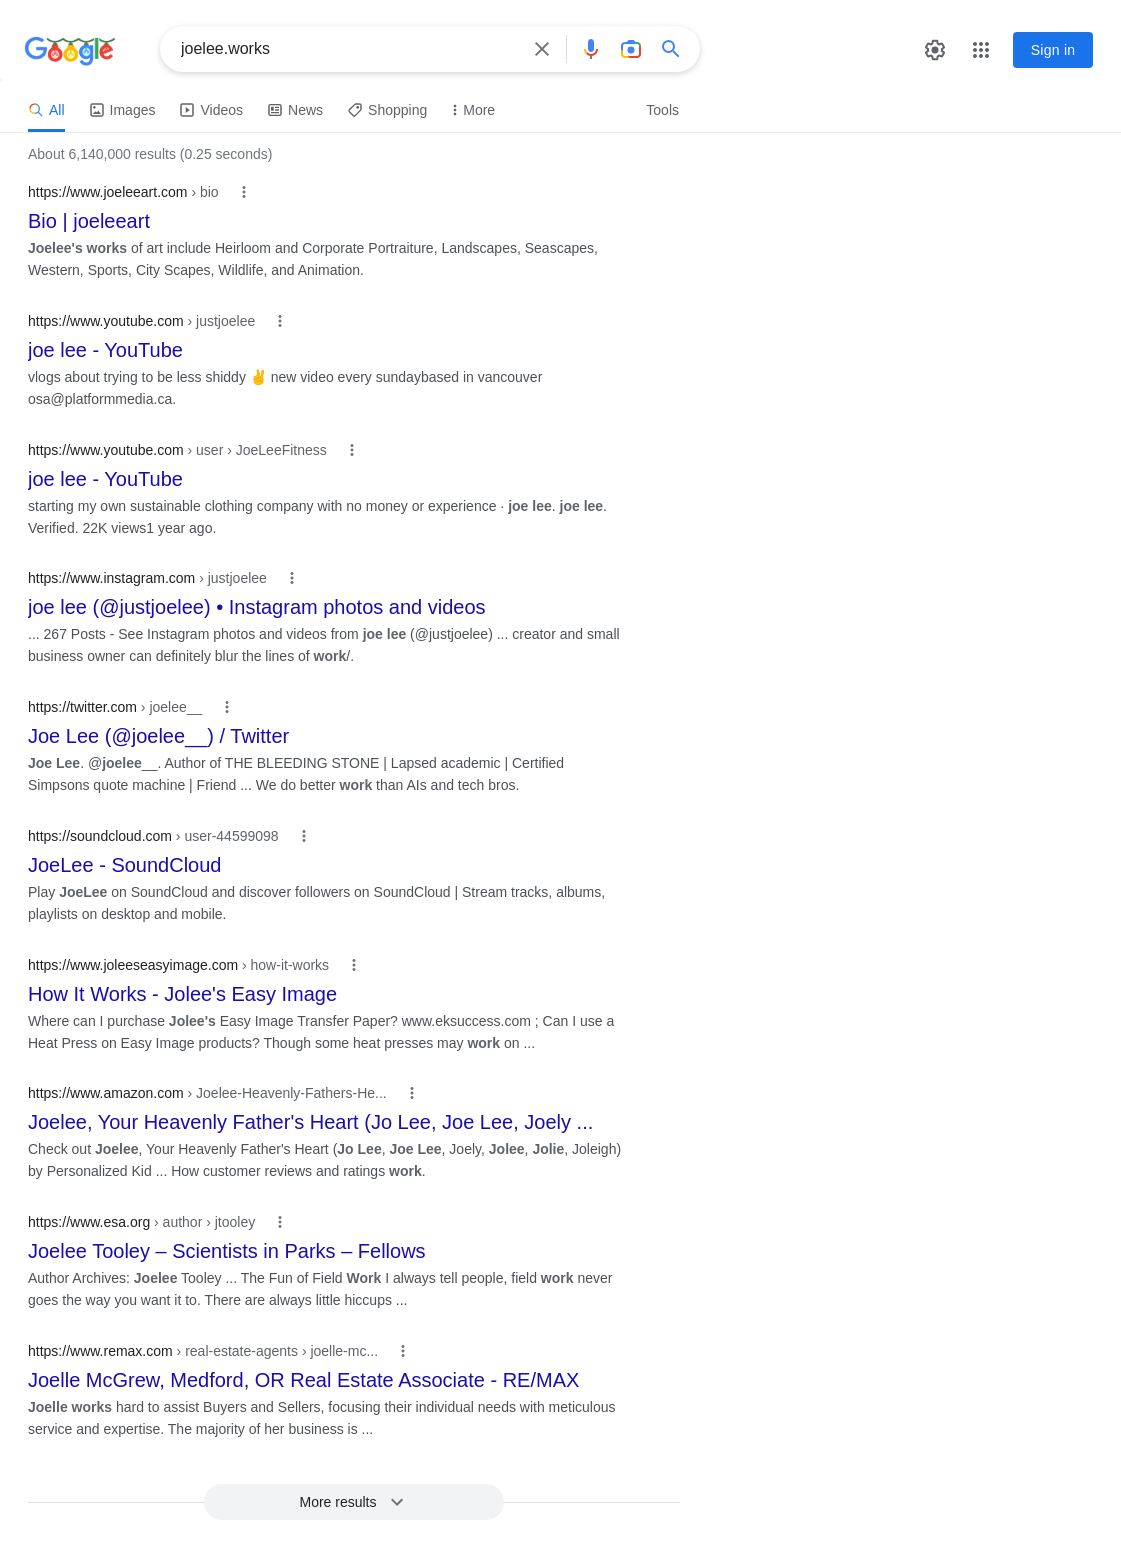 Google
joelee.works
Sign in
All Images Videos News Shopping More Tools
About 6,140,000 results (0.25 seconds)
https://www.joeleeart.com › bio
Bio | joeleeart
Joelee's works of art include Heirloom and Corporate Portraiture, Landscapes, Seascapes,
Western, Sports, City Scapes, Wildlife, and Animation.
https://www.youtube.com › justjoelee
joe lee - YouTube
vlogs about trying to be less shiddy ✌️ new video every sundaybased in vancouver
osa@platformmedia.ca.
https://www.youtube.com › user › JoeLeeFitness
joe lee - YouTube
starting my own sustainable clothing company with no money or experience · joe lee. joe lee.
Verified. 22K views1 year ago.
https://www.instagram.com › justjoelee
joe lee (@justjoelee) • Instagram photos and videos
... 267 Posts - See Instagram photos and videos from joe lee (@justjoelee) ... creator and small
business owner can definitely blur the lines of work/.
https://twitter.com › joelee__
Joe Lee (@joelee__) / Twitter
Joe Lee. @joelee__. Author of THE BLEEDING STONE | Lapsed academic | Certified
Simpsons quote machine | Friend ... We do better work than AIs and tech bros.
https://soundcloud.com › user-44599098
JoeLee - SoundCloud
Play JoeLee on SoundCloud and discover followers on SoundCloud | Stream tracks, albums,
playlists on desktop and mobile.
https://www.joleeseasyimage.com › how-it-works
How It Works - Jolee's Easy Image
Where can I purchase Jolee's Easy Image Transfer Paper? www.eksuccess.com ; Can I use a
Heat Press on Easy Image products? Though some heat presses may work on ...
https://www.amazon.com › Joelee-Heavenly-Fathers-He...
Joelee, Your Heavenly Father's Heart (Jo Lee, Joe Lee, Joely ...
Check out Joelee, Your Heavenly Father's Heart (Jo Lee, Joe Lee, Joely, Jolee, Jolie, Joleigh)
by Personalized Kid ... How customer reviews and ratings work.
https://www.esa.org › author › jtooley
Joelee Tooley – Scientists in Parks – Fellows
Author Archives: Joelee Tooley ... The Fun of Field Work I always tell people, field work never
goes the way you want it to. There are always little hiccups ...
https://www.remax.com › real-estate-agents › joelle-mc...
Joelle McGrew, Medford, OR Real Estate Associate - RE/MAX
Joelle works hard to assist Buyers and Sellers, focusing their individual needs with meticulous
service and expertise. The majority of her business is ...
More results